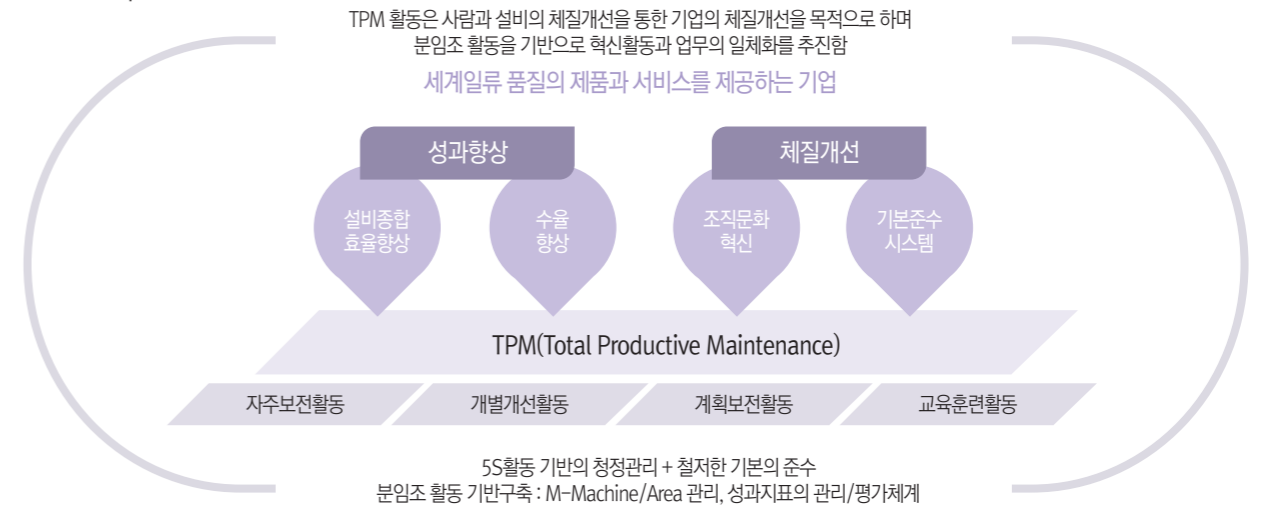 TPM 활동은 사람과 설비의 체질개선을 통한 기업의 체질개선을 목적으로 하며
분임조 활동을 기반으로 혁신활동과 업무의 일체화를 추진함
세계일류 품질의 제품과 서비스를 제공하는 기업
성과향상
체질개선
설비종합
효율향상
수율
향상
조직문화
혁신
기본준수
시스템
TPM(Total Productive Maintenance)
자주보전활동
개별개선활동
계획보전활동
교육훈련활동
5S활동 기반의 청정관리 + 철저한 기본의 준수
분임조 활동 기반구축 : M-Machine/Area 관리, 성과지표의 관리/평가체계